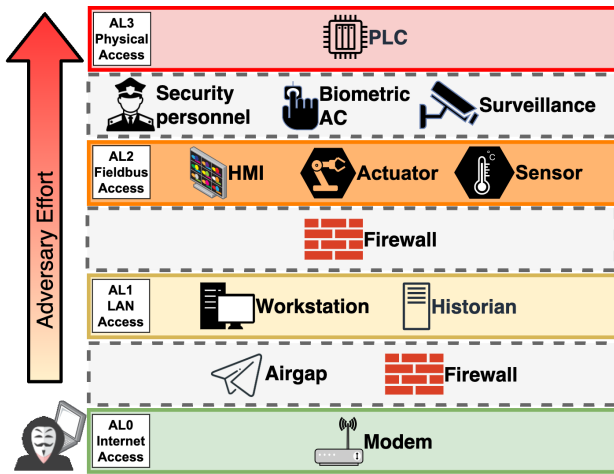 AL3
Physical
Access
PLC
Security
personnel
Biometric
AC
Surveillance
AL2
Fieldbus
Access
HMI
Actuator
°C
Sensor
Firewall
AL1
LAN
Access
Workstation
Historian
Airgap
Firewall
AL0
Internet
Access
Modem
Adversary Effort